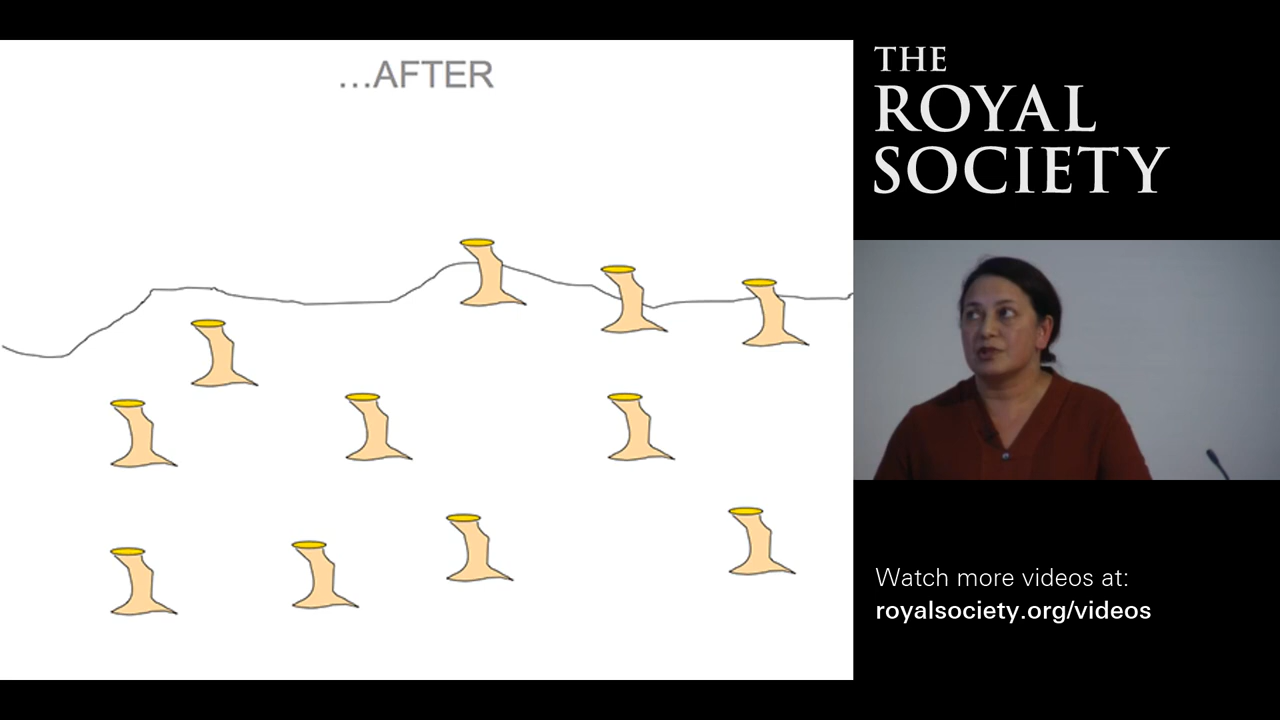 …AFTER
THE
ROYAL
SOCIETY
Watch more videos at:
royalsociety.org/videos